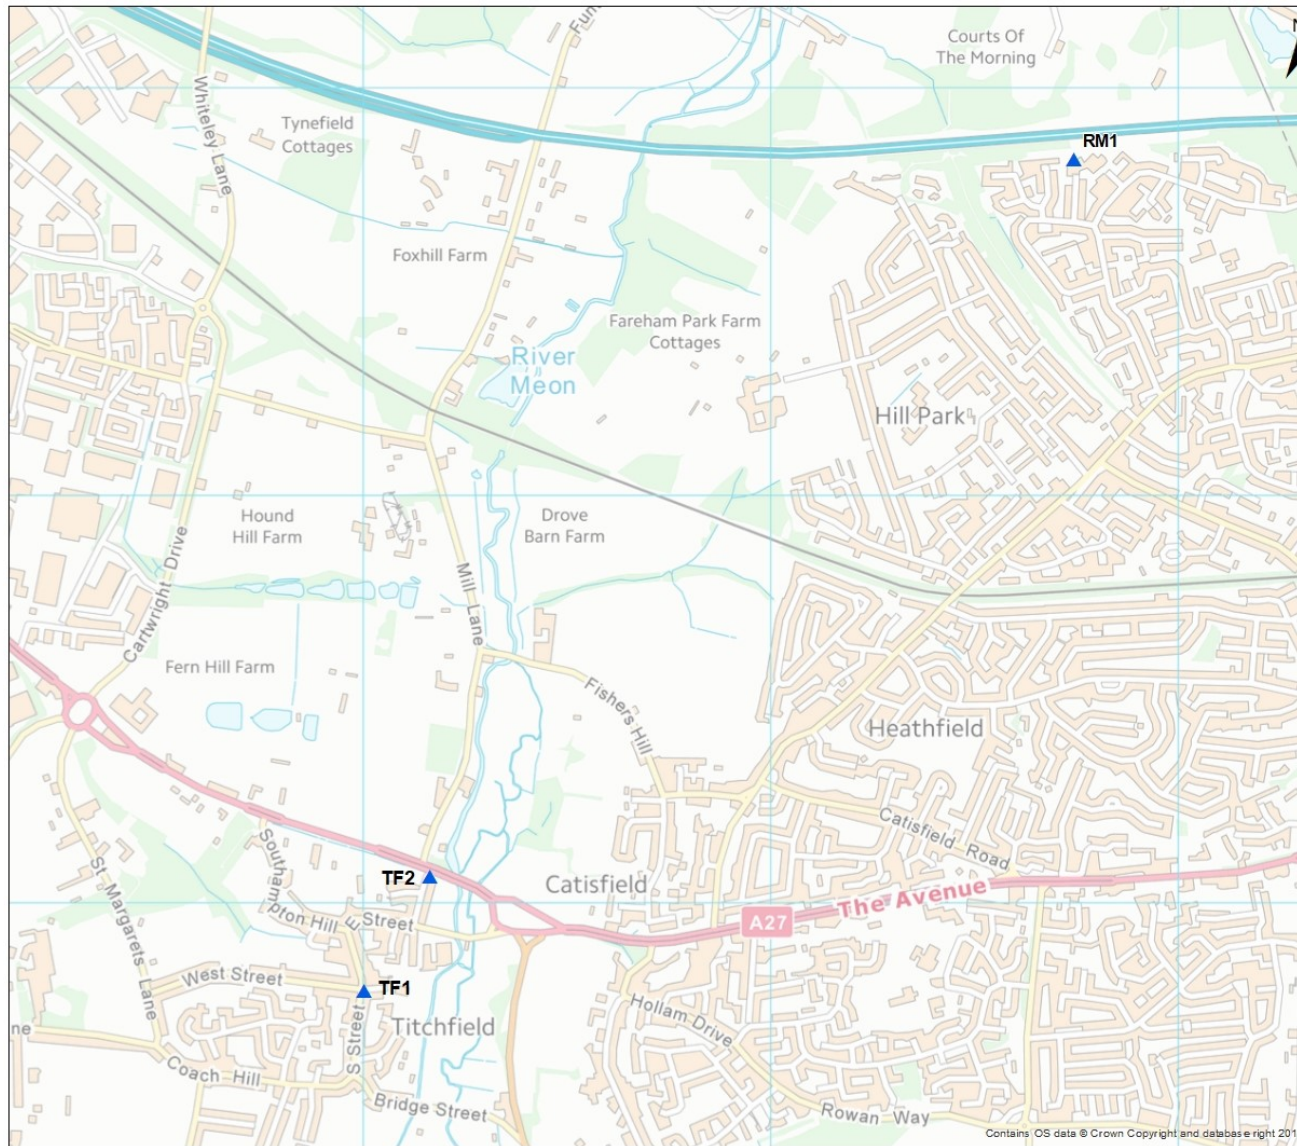 Courts Of
The Morning
N
Fun
Whiteley Lane
Tynefield
Cottages
RM1
Foxhill Farm
Fareham Park Farm
Cottages
River
Meon
Hill Park
Hound
Hill Farm
Drove
Barn Farm
Cartwright Drive
Mill Lane
Fern Hill Farm
Fishers Hill
Heathfield
Catisfield Road
Southampton Hill
St Margarets Lane
TF2
Catisfield
The Avenue
A27
E Street
West Street
TF1
Titchfield
S Street
Hollam Drive
ne
Coach Hill
Bridge Street
Rowan Way
Contains OS data © Crown Copyright and database right 201